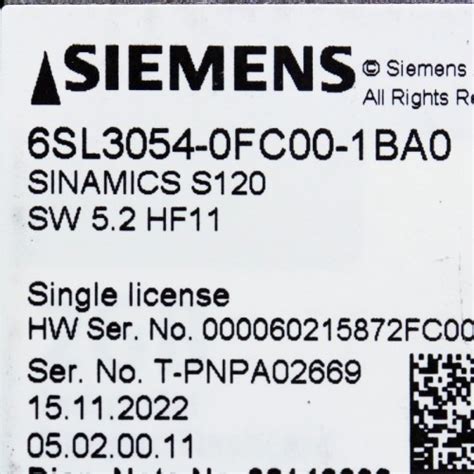 SIEMENS
© Siemens
All Rights Re
6SL3054-0FC00-1BA0
SINAMICS S120
SW 5.2 HF11
Single license
HW Ser. No. 000060215872FC00
Ser. No. T-PNPA02669
15.11.2022
05.02.00.11